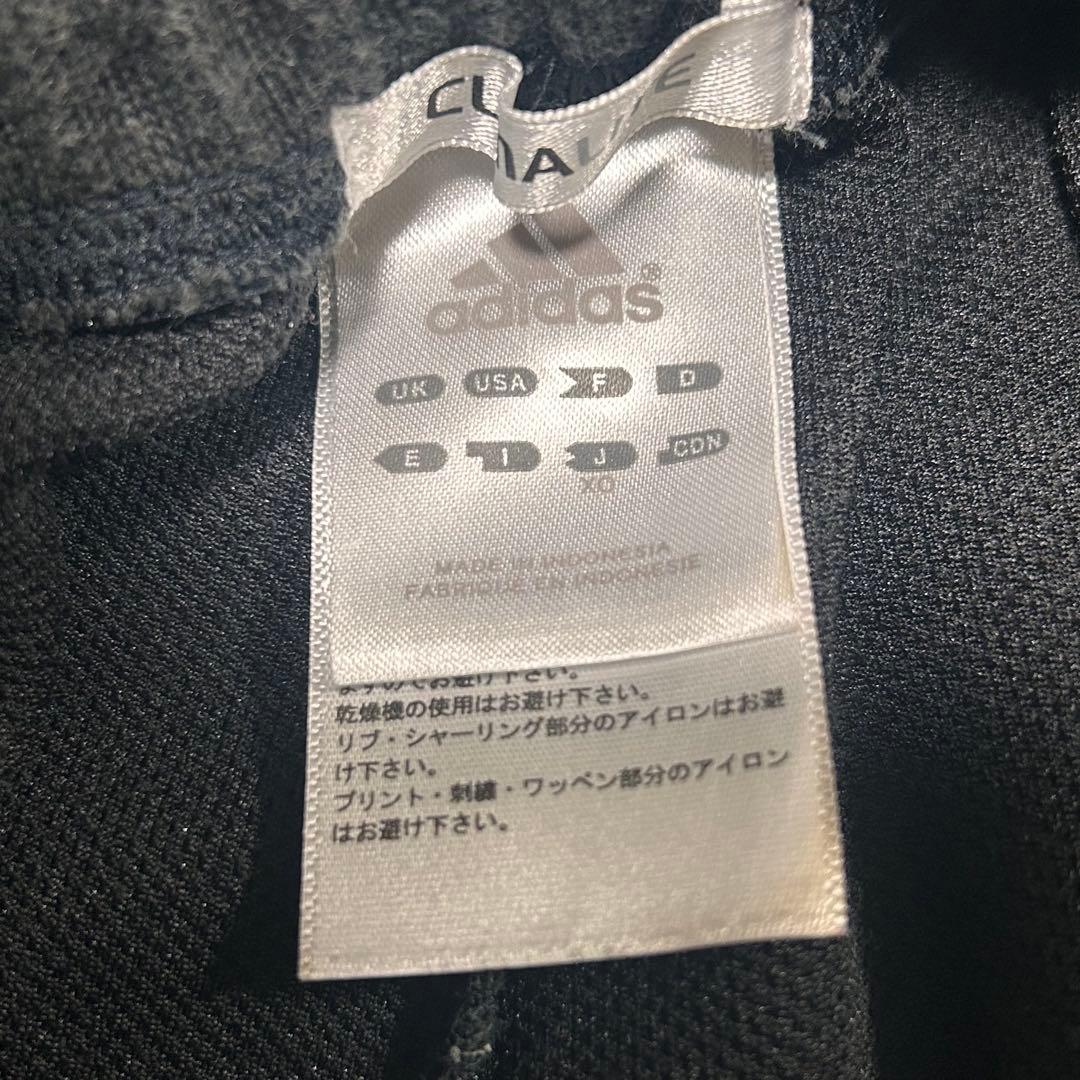 adidas
UK USA F D
E I J CDN
XO
MADE IN INDONESIA
FABRIQUE EN INDONESIE
乾燥機の使用はお避け下さい。
リブ・シャーリング部分のアイロンはお避
け下さい。
プリント・刺繍・ワッペン部分のアイロン
はお避け下さい。